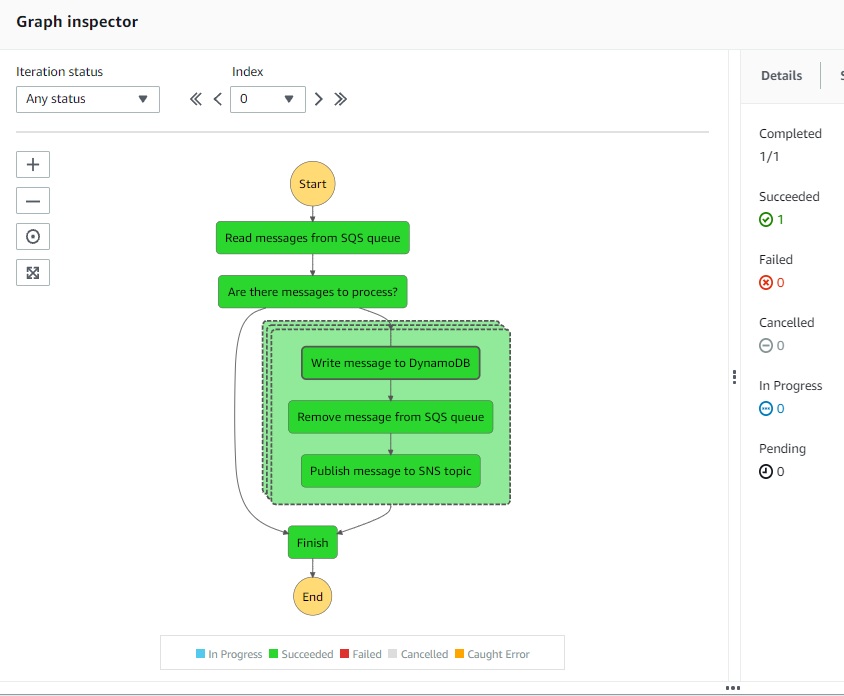 Graph inspector
Iteration status
Index
Any status
0
Details
Completed
1/1
Succeeded
1
Failed
0
Cancelled
0
In Progress
0
Pending
0
Start
Read messages from SQS queue
Are there messages to process?
Write message to DynamoDB
Remove message from SQS queue
Publish message to SNS topic
Finish
End
In Progress Succeeded Failed Cancelled Caught Error